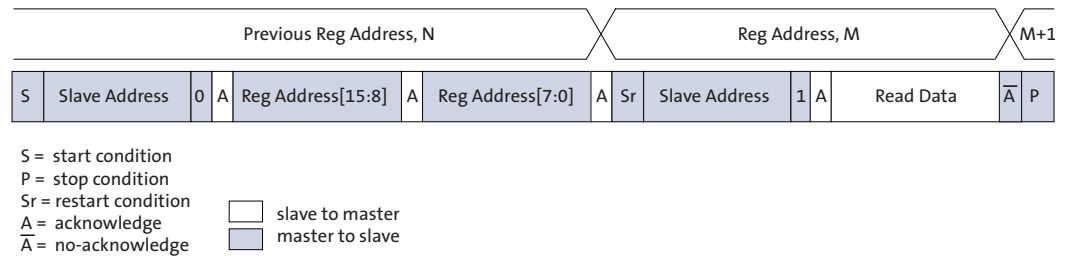 Previous Reg Address, N Reg Address, M M+1
S Slave Address 0 A Reg Address[15:8] A Reg Address[7:0] A Sr Slave Address 1 A Read Data A̅ P
S = start condition
P = stop condition
Sr = restart condition
A = acknowledge
A̅ = no-acknowledge
slave to master
master to slave